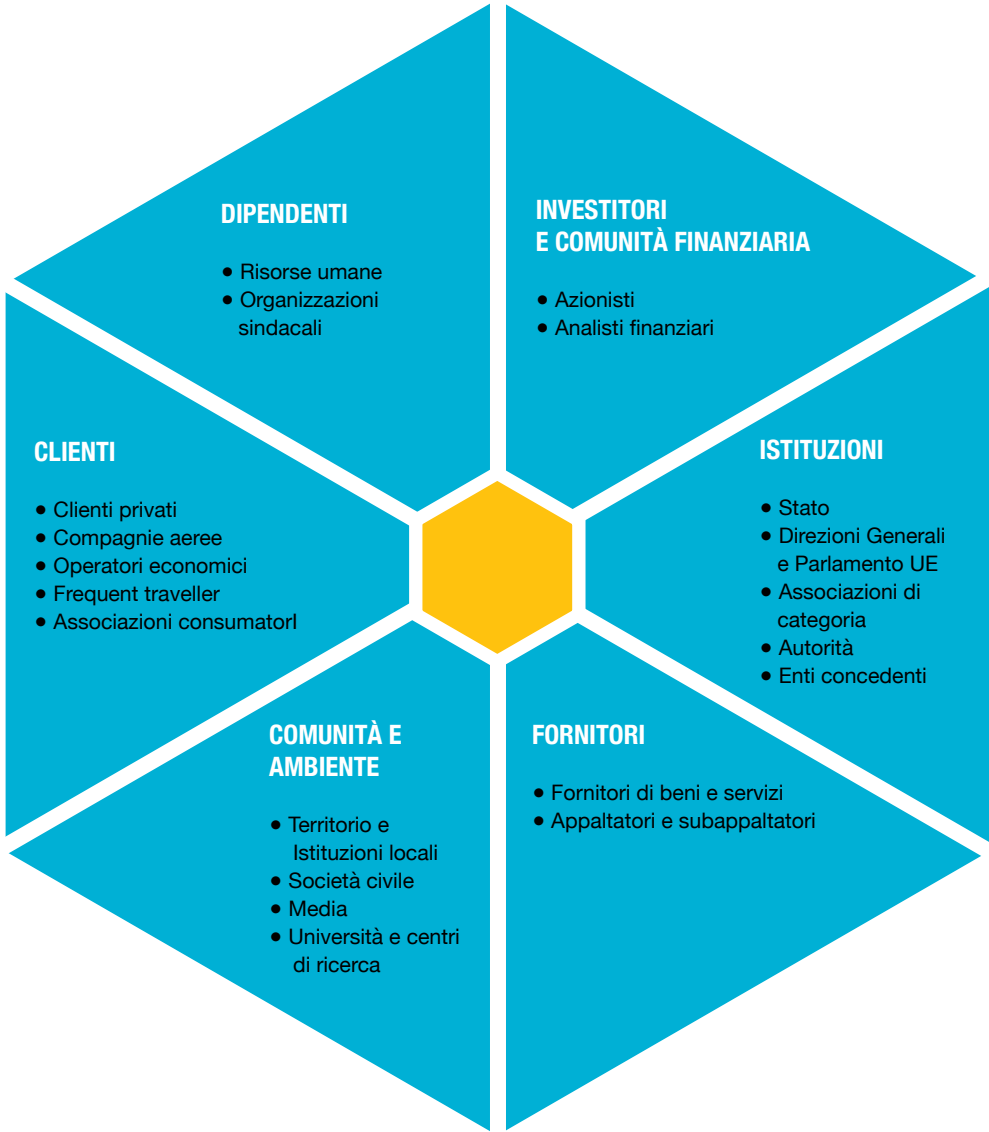 DIPENDENTI
• Risorse umane
• Organizzazioni
sindacali
INVESTITORI
E COMUNITÀ FINANZIARIA
• Azionisti
• Analisti finanziari
CLIENTI
• Clienti privati
• Compagnie aeree
• Operatori economici
• Frequent traveller
• Associazioni consumatorI
ISTITUZIONI
• Stato
• Direzioni Generali
e Parlamento UE
• Associazioni di
categoria
• Autorità
• Enti concedenti
COMUNITÀ E
AMBIENTE
• Territorio e
Istituzioni locali
• Società civile
• Media
• Università e centri
di ricerca
FORNITORI
• Fornitori di beni e servizi
• Appaltatori e subappaltatori